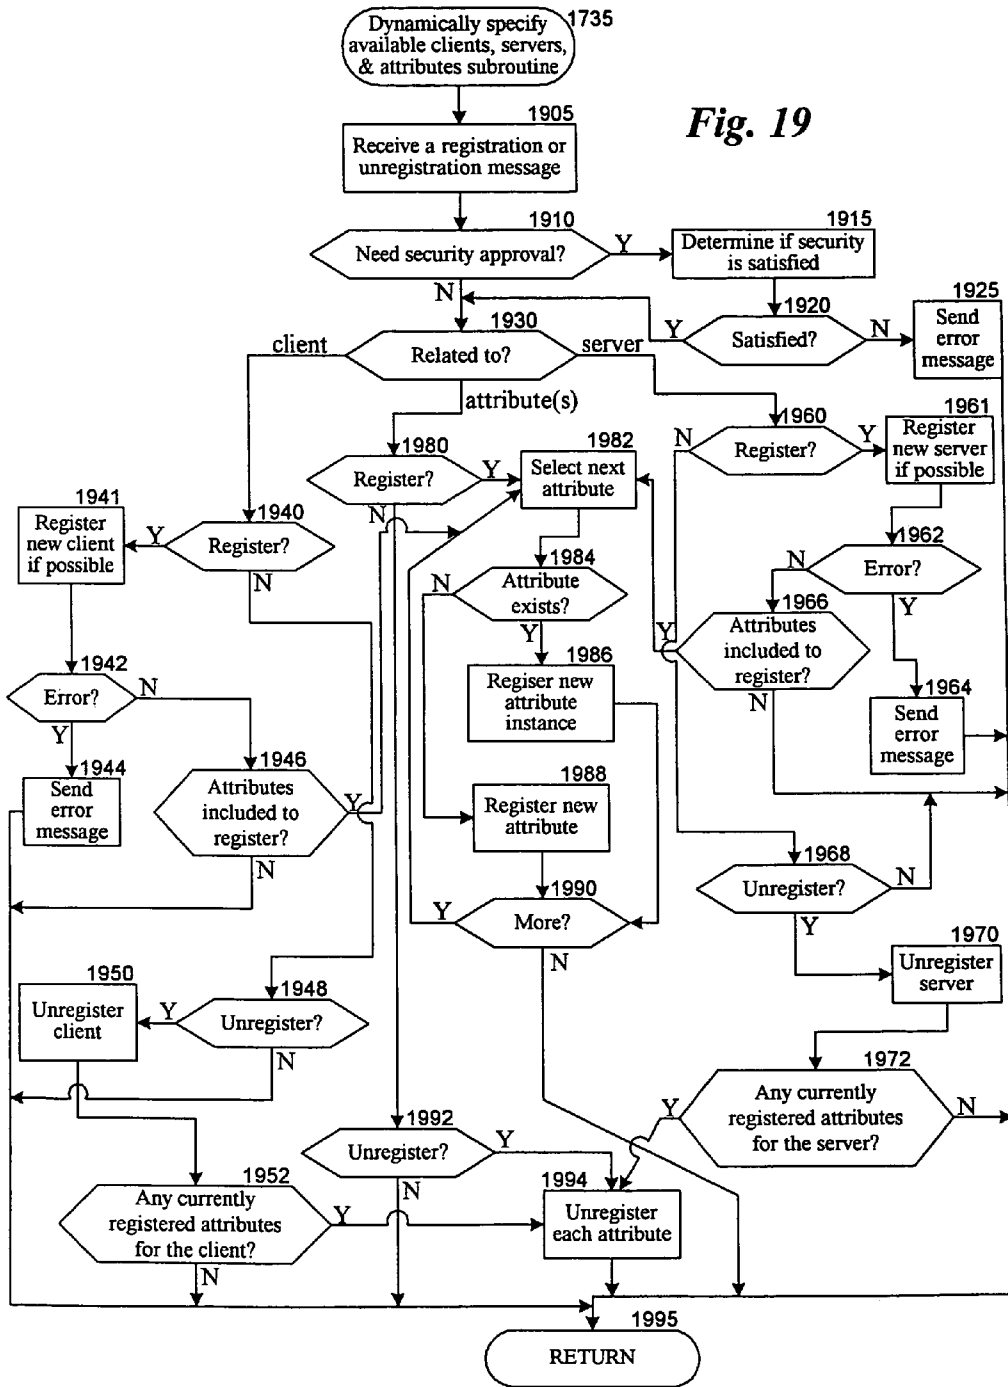 1735
Dynamically specify
available clients, servers,
& attributes subroutine
Fig. 19
1905
Receive a registration or
unregistration message
1910
Need security approval?
Y
N
1915
Determine if security
is satisfied
1920
Satisfied?
Y
N
1925
Send
error
message
1930
Related to?
client
server
attribute(s)
1960
Register?
N
Y
1961
Register
new server
if possible
1980
Register?
Y
N
1982
Select next
attribute
1941
Register
new client
if possible
1940
Register?
Y
N
1984
Attribute
exists?
N
Y
1962
Error?
N
Y
1966
Attributes
included to
register?
Y
N
1986
Regiser new
attribute
instance
1942
Error?
N
Y
1964
Send
error
message
1944
Send
error
message
1946
Attributes
included to
register?
Y
N
1988
Register new
attribute
1968
Unregister?
N
Y
1990
More?
Y
N
1970
Unregister
server
1950
Unregister
client
1948
Unregister?
Y
N
1972
Any currently
registered attributes
for the server?
Y
N
1992
Unregister?
Y
N
1952
Any currently
registered attributes
for the client?
Y
N
1994
Unregister
each attribute
1995
RETURN